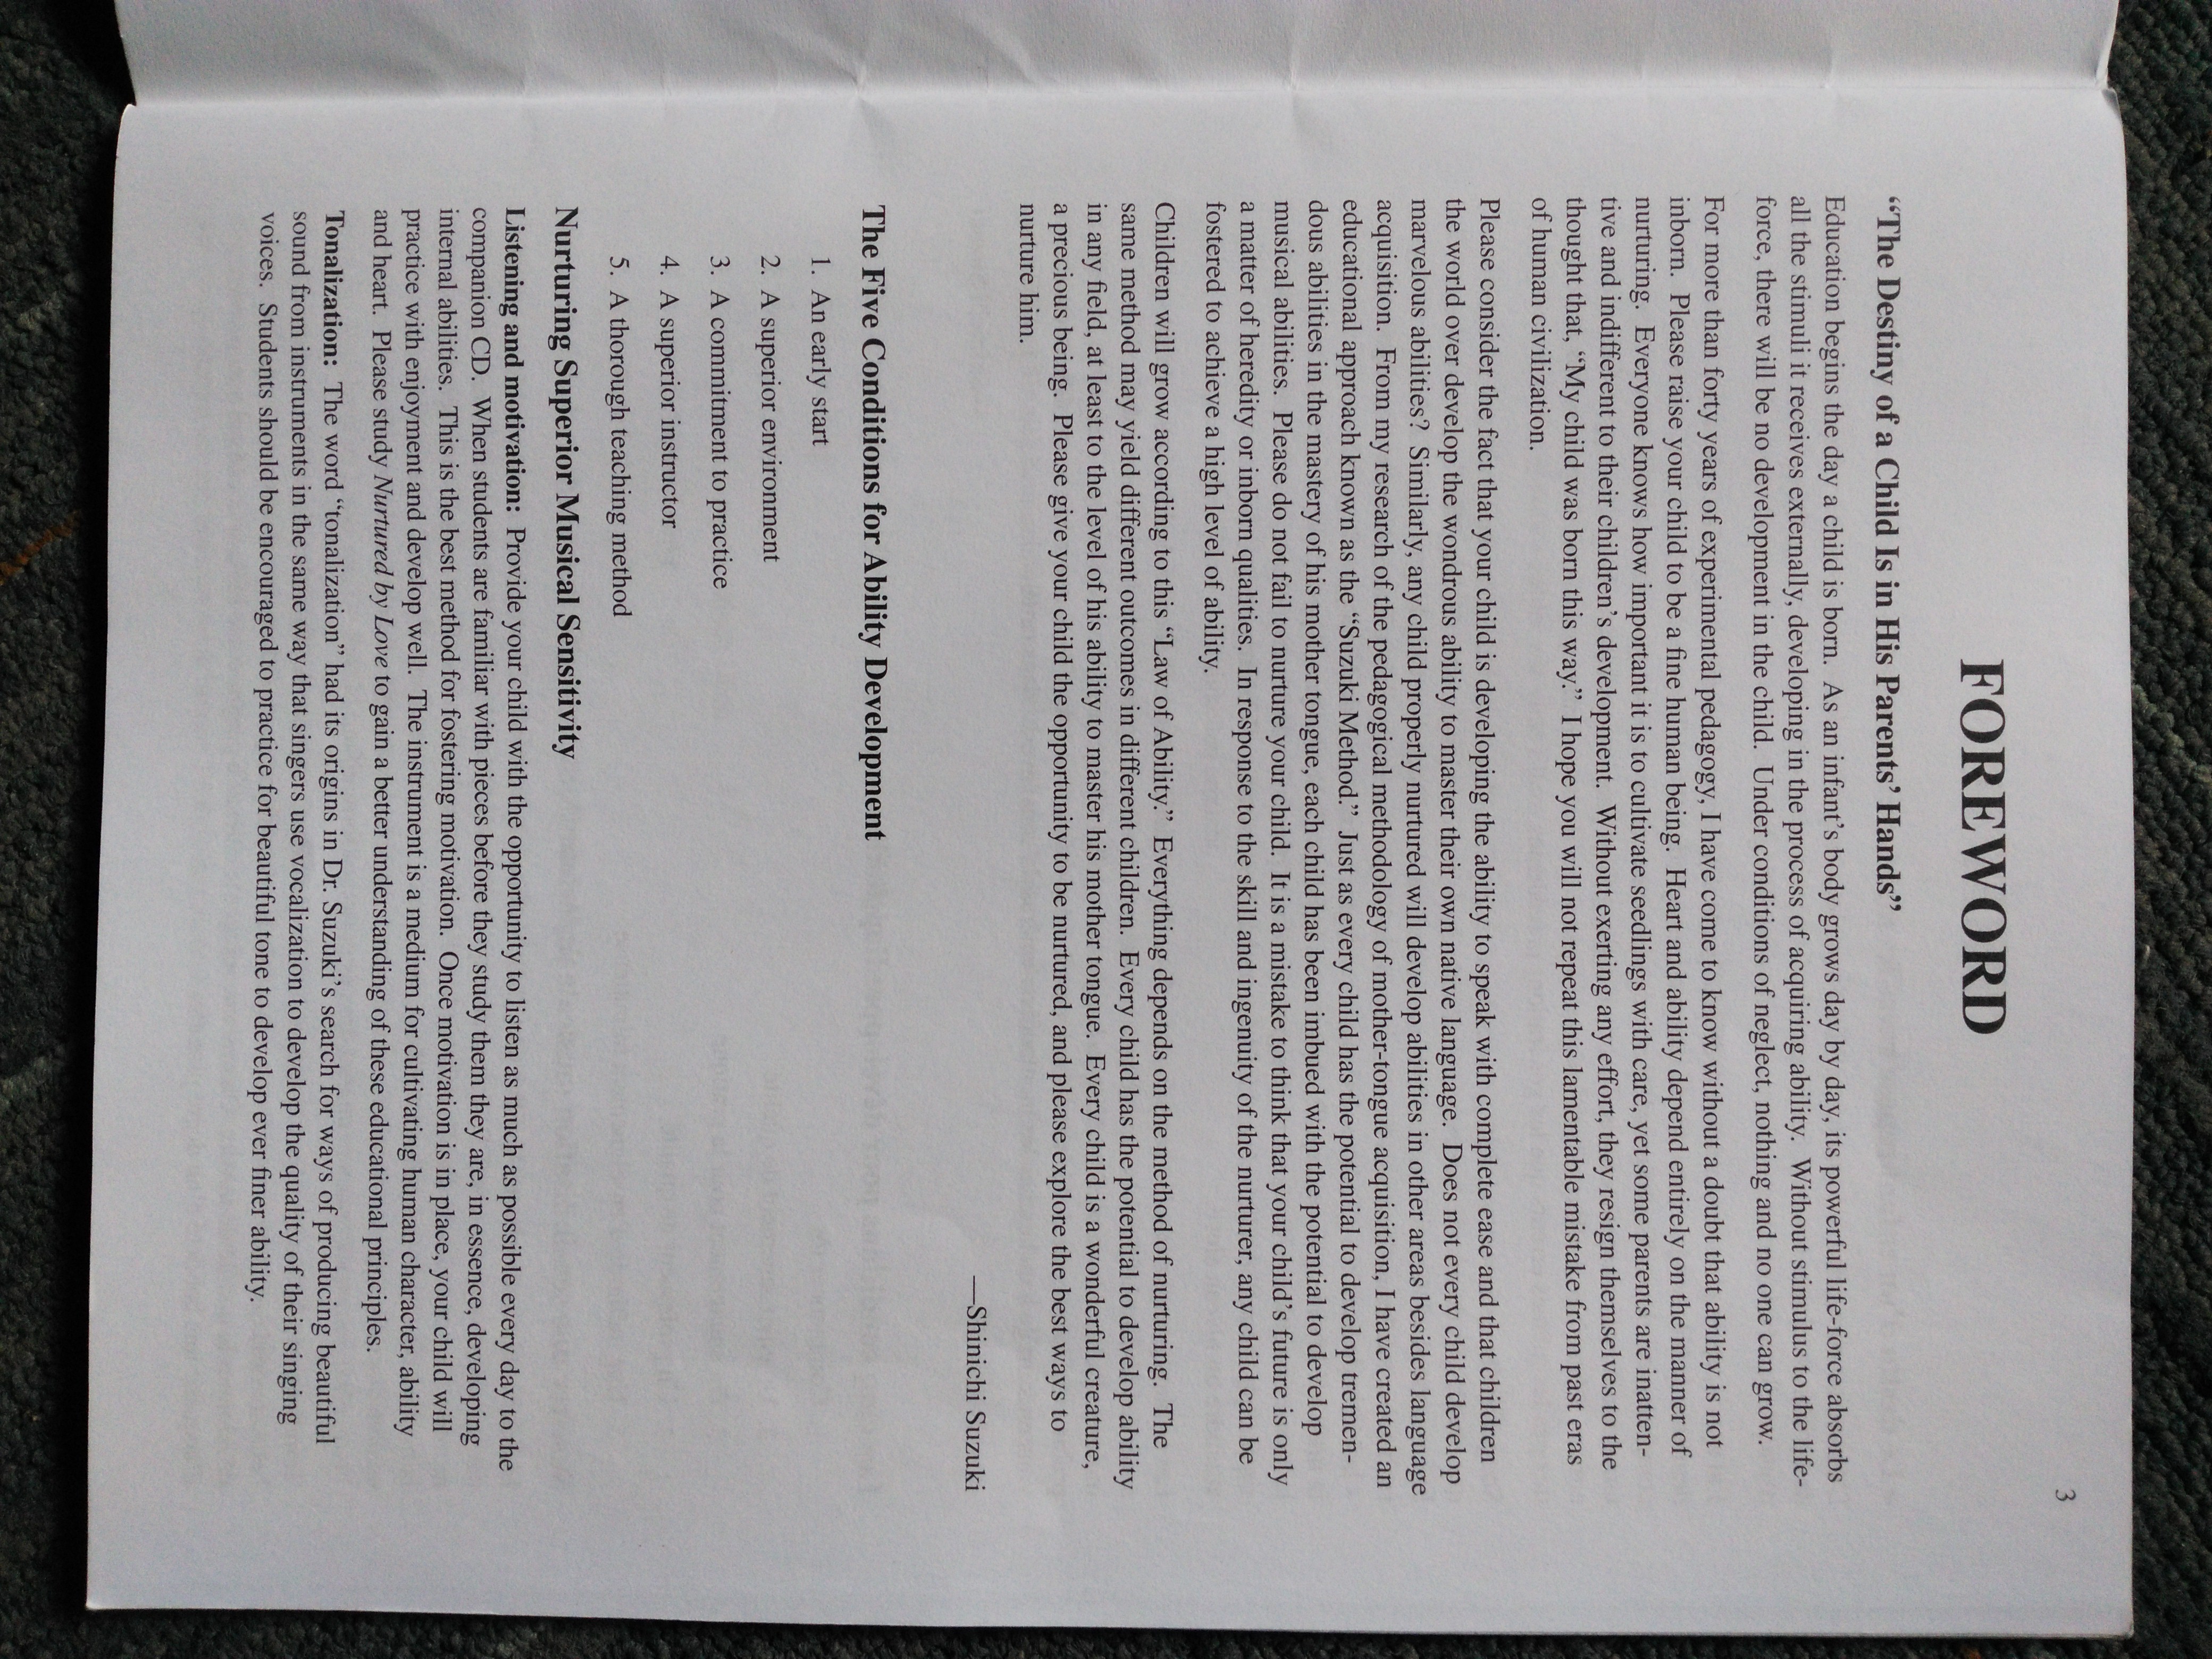 3
FOREWORD
“The Destiny of a Child Is in His Parents’ Hands”
Education begins the day a child is born. As an infant’s body grows day by day, its powerful life-force absorbs
all the stimuli it receives externally, developing in the process of acquiring ability. Without stimulus to the life-
force, there will be no development in the child. Under conditions of neglect, nothing and no one can grow.
For more than forty years of experimental pedagogy, I have come to know without a doubt that ability is not
inborn. Please raise your child to be a fine human being. Heart and ability depend entirely on the manner of
nurturing. Everyone knows how important it is to cultivate seedlings with care, yet some parents are inatten-
tive and indifferent to their children’s development. Without exerting any effort, they resign themselves to the
thought that, “My child was born this way.” I hope you will not repeat this lamentable mistake from past eras
of human civilization.
Please consider the fact that your child is developing the ability to speak with complete ease and that children
the world over develop the wondrous ability to master their own native language. Does not every child develop
marvelous abilities? Similarly, any child properly nurtured will develop abilities in other areas besides language
acquisition. From my research of the pedagogical methodology of mother-tongue acquisition, I have created an
educational approach known as the “Suzuki Method.” Just as every child has the potential to develop tremen-
dous abilities in the mastery of his mother tongue, each child has been imbued with the potential to develop
musical abilities. Please do not fail to nurture your child. It is a mistake to think that your child’s future is only
a matter of heredity or inborn qualities. In response to the skill and ingenuity of the nurturer, any child can be
fostered to achieve a high level of ability.
Children will grow according to this “Law of Ability.” Everything depends on the method of nurturing. The
same method may yield different outcomes in different children. Every child has the potential to develop ability
in any field, at least to the level of his ability to master his mother tongue. Every child is a wonderful creature,
a precious being. Please give your child the opportunity to be nurtured, and please explore the best ways to
nurture him.
—Shinichi Suzuki
The Five Conditions for Ability Development
1. An early start
2. A superior environment
3. A commitment to practice
4. A superior instructor
5. A thorough teaching method
Nurturing Superior Musical Sensitivity
Listening and motivation: Provide your child with the opportunity to listen as much as possible every day to the
companion CD. When students are familiar with pieces before they study them they are, in essence, developing
internal abilities. This is the best method for fostering motivation. Once motivation is in place, your child will
practice with enjoyment and develop well. The instrument is a medium for cultivating human character, ability
and heart. Please study Nurtured by Love to gain a better understanding of these educational principles.
Tonalization: The word “tonalization” had its origins in Dr. Suzuki’s search for ways of producing beautiful
sound from instruments in the same way that singers use vocalization to develop the quality of their singing
voices. Students should be encouraged to practice for beautiful tone to develop ever finer ability.